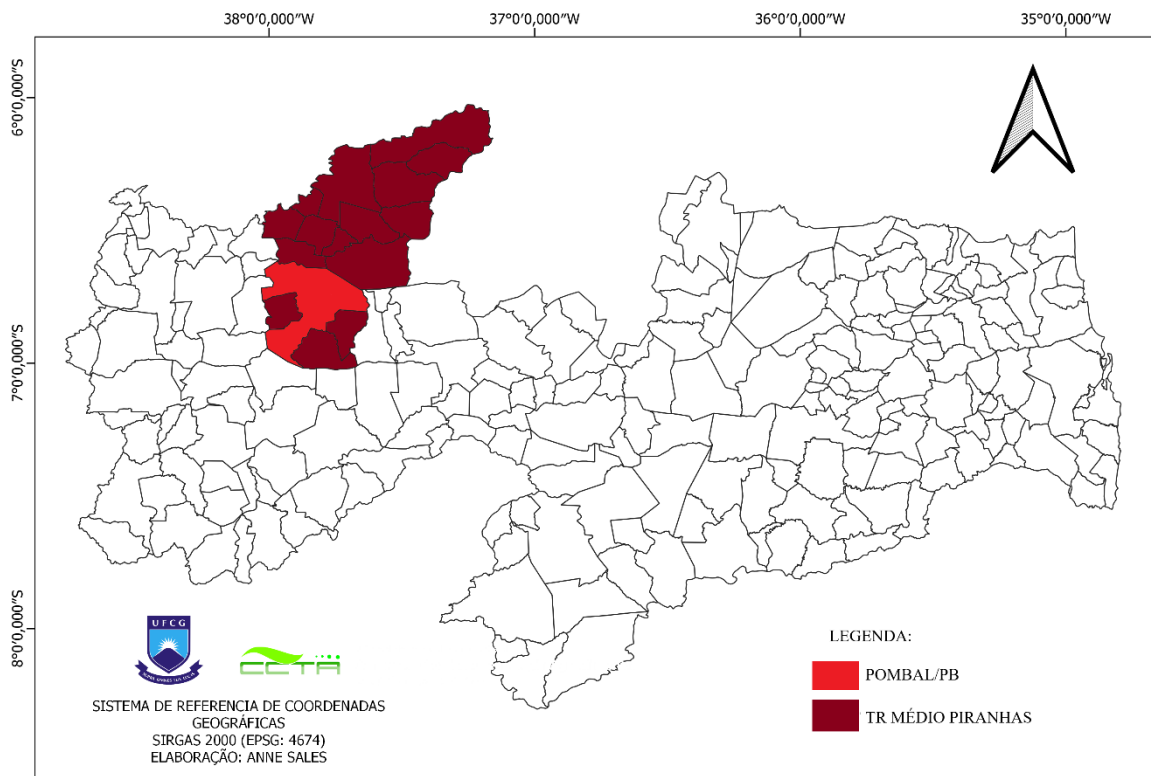 38°0'0,000"W
37°0'0,000"W
36°0'0,000"W
35°0'0,000"W
6°0'0,000"S
7°0'0,000"S
8°0'0,000"S
UFCG
CCTA
SISTEMA DE REFERENCIA DE COORDENADAS
GEOGRÁFICAS
SIRGAS 2000 (EPSG: 4674)
ELABORAÇÃO: ANNE SALES
LEGENDA:
POMBAL/PB
TR MÉDIO PIRANHAS